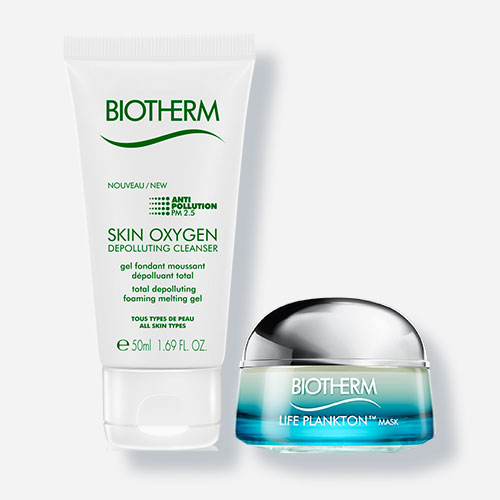 BIOTHERM
NOUVEAU / NEW
ANTI
POLLUTION
PM 2.5
SKIN OXYGEN
DEPOLLUTING CLEANSER
gel fondant moussant
dépolluant total
total depolluting
foaming melting gel
TOUS TYPES DE PEAU
ALL SKIN TYPES
℮ 50ml 1.69 FL. OZ.
BIOTHERM
LIFE PLANKTON™ MASK